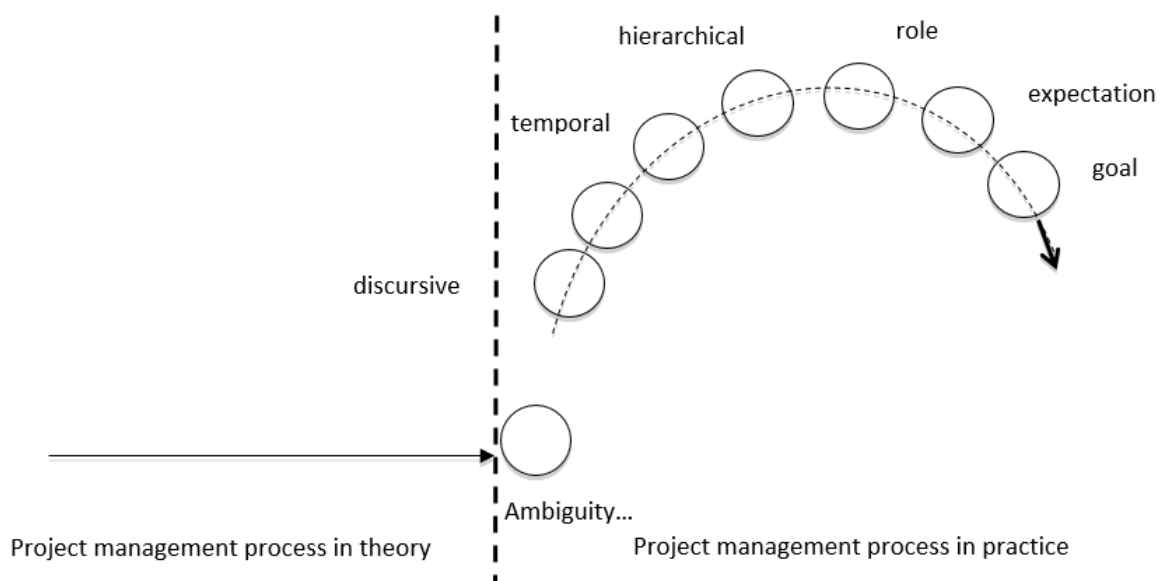 hierarchical
role
expectation
temporal
goal
discursive
Ambiguity...
Project management process in theory
Project management process in practice